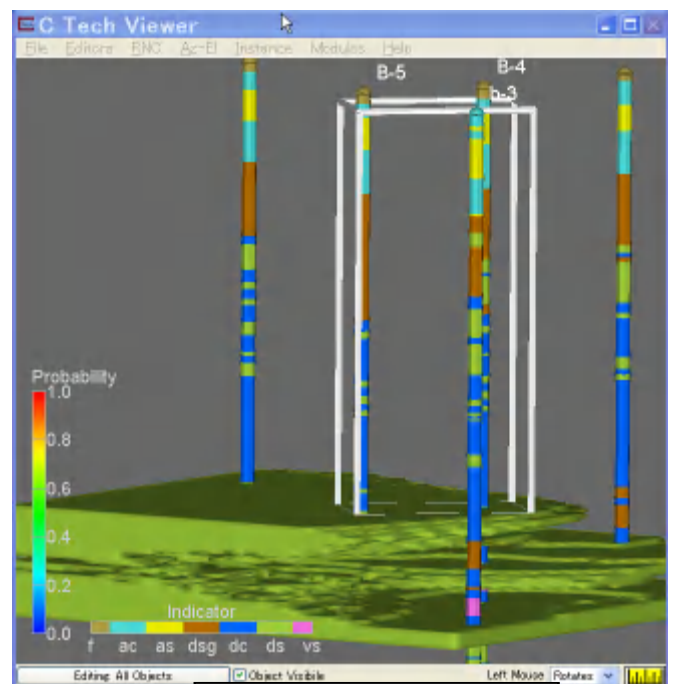 C Tech Viewer
File Editors RNC Az-El Instance Modules Help
B-5
B-4
b-3
Probability
1.0
0.8
0.6
0.4
0.2
0.0
Indicator
f ac as dsg dc ds vs
Editing: All Objects Object Visible Left Mouse Rotates